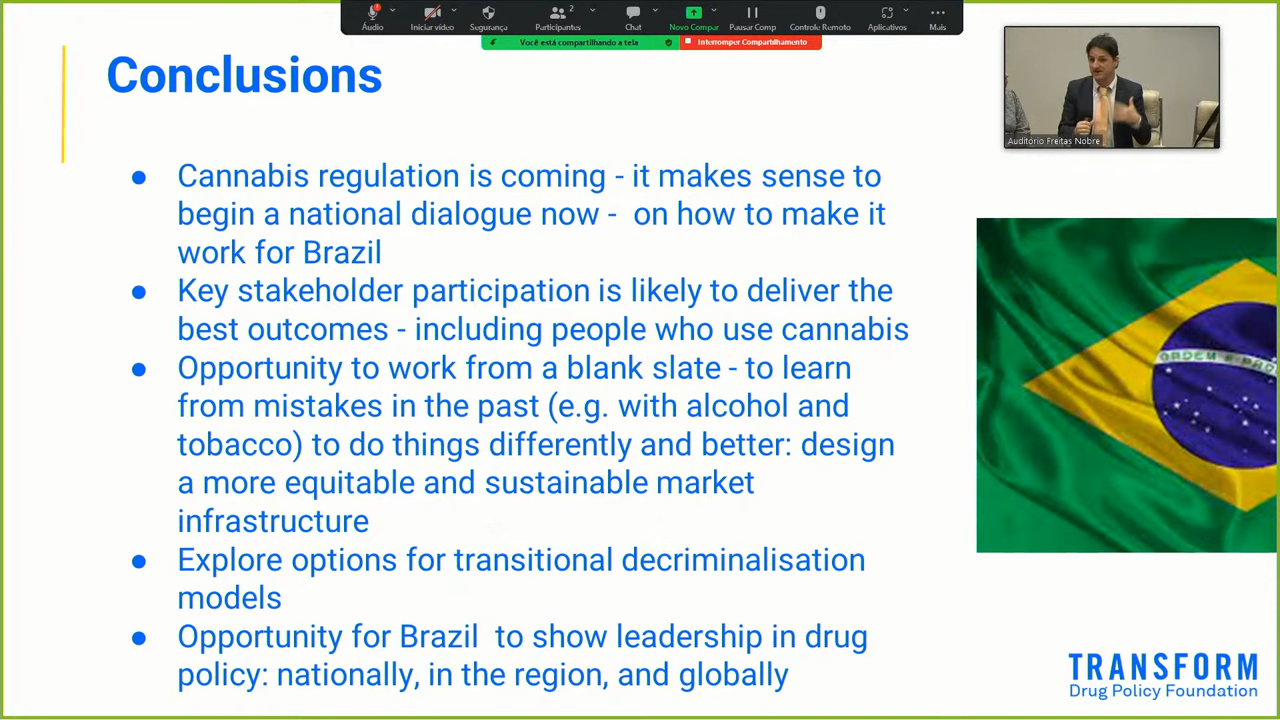 Áudio
Iniciar vídeo
Segurança
Participantes
2
Chat
Novo Compar
Pausar Comp
Controle Remoto
Aplicativos
Mais
Você está compartilhando a tela
Interromper Compartilhamento
Conclusions
Auditório Freitas Nobre
● Cannabis regulation is coming - it makes sense to
begin a national dialogue now -  on how to make it
work for Brazil
● Key stakeholder participation is likely to deliver the
best outcomes - including people who use cannabis
● Opportunity to work from a blank slate - to learn
from mistakes in the past (e.g. with alcohol and
tobacco) to do things differently and better: design
a more equitable and sustainable market
infrastructure
● Explore options for transitional decriminalisation
models
● Opportunity for Brazil  to show leadership in drug
policy: nationally, in the region, and globally
ORDEM E PRO
TRANSFORM
Drug Policy Foundation